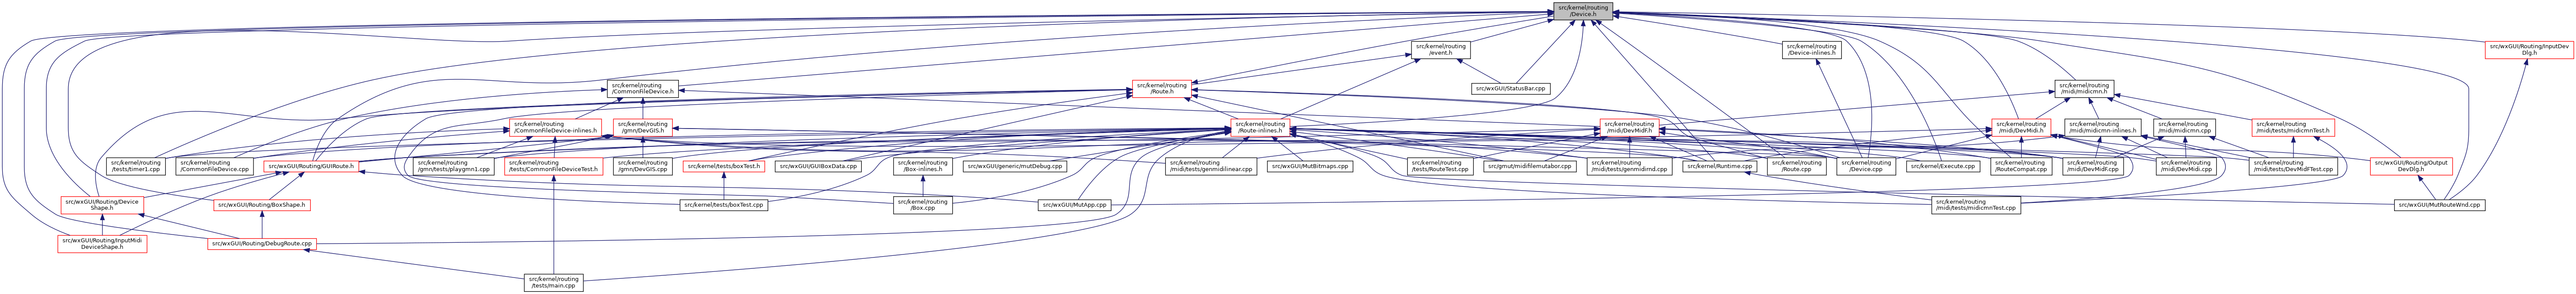 src/kernel/routing
/Device.h
src/kernel/routing
/event.h
src/kernel/routing
/Device-inlines.h
src/wxGUI/Routing/InputDev
Dlg.h
src/kernel/routing
/CommonFileDevice.h
src/kernel/routing
/Route.h
src/wxGUI/StatusBar.cpp
src/kernel/routing
/midi/midicmn.h
src/kernel/routing
/CommonFileDevice-inlines.h
src/kernel/routing
/gmn/DevGIS.h
src/kernel/routing
/Route-inlines.h
src/kernel/routing
/midi/DevMidF.h
src/kernel/routing
/midi/DevMidi.h
src/kernel/routing
/midi/midicmn-inlines.h
src/kernel/routing
/midi/midicmn.cpp
src/kernel/routing
/midi/tests/midicmnTest.h
src/kernel/routing
/tests/timer1.cpp
src/kernel/routing
/CommonFileDevice.cpp
src/wxGUI/Routing/GUIRoute.h
src/kernel/routing
/gmn/tests/playgmn1.cpp
src/kernel/routing
/tests/CommonFileDeviceTest.h
src/kernel/routing
/gmn/DevGIS.cpp
src/kernel/tests/boxTest.h
src/wxGUI/GUIBoxData.cpp
src/kernel/routing
/Box-inlines.h
src/wxGUI/generic/mutDebug.cpp
src/kernel/routing
/midi/tests/genmidilinear.cpp
src/wxGUI/MutBitmaps.cpp
src/kernel/routing
/tests/RouteTest.cpp
src/gmut/midifilemutabor.cpp
src/kernel/routing
/midi/tests/genmidirnd.cpp
src/kernel/Runtime.cpp
src/kernel/routing
/Route.cpp
src/kernel/routing
/Device.cpp
src/kernel/Execute.cpp
src/kernel/routing
/RouteCompat.cpp
src/kernel/routing
/midi/DevMidF.cpp
src/kernel/routing
/midi/DevMidi.cpp
src/kernel/routing
/midi/tests/DevMidFTest.cpp
src/wxGUI/Routing/Output
DevDlg.h
src/wxGUI/Routing/Device
Shape.h
src/wxGUI/Routing/BoxShape.h
src/kernel/tests/boxTest.cpp
src/kernel/routing
/Box.cpp
src/wxGUI/MutApp.cpp
src/kernel/routing
/midi/tests/midicmnTest.cpp
src/wxGUI/MutRouteWnd.cpp
src/wxGUI/Routing/InputMidi
DeviceShape.h
src/wxGUI/Routing/DebugRoute.cpp
src/kernel/routing
/tests/main.cpp